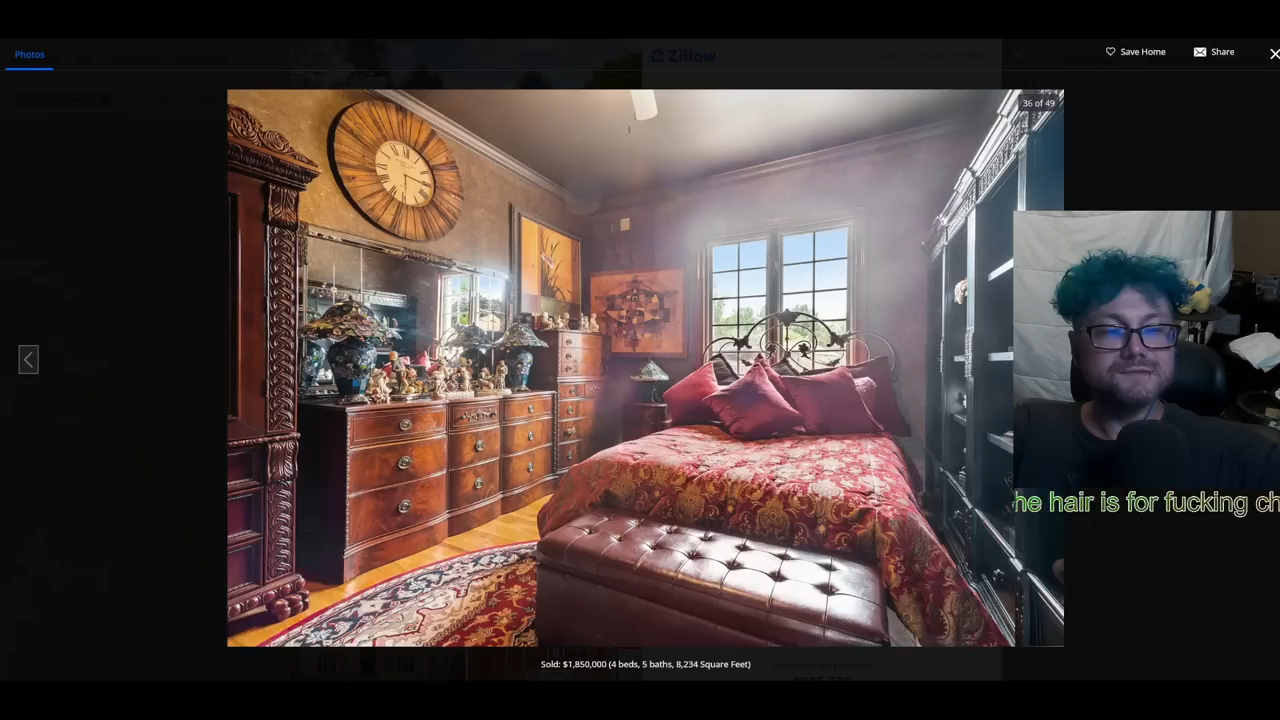 Photos
Zillow
Save Home
Share
36 of 49
he hair is for fucking ch
Sold: $1,850,000 (4 beds, 5 baths, 8,234 Square Feet)